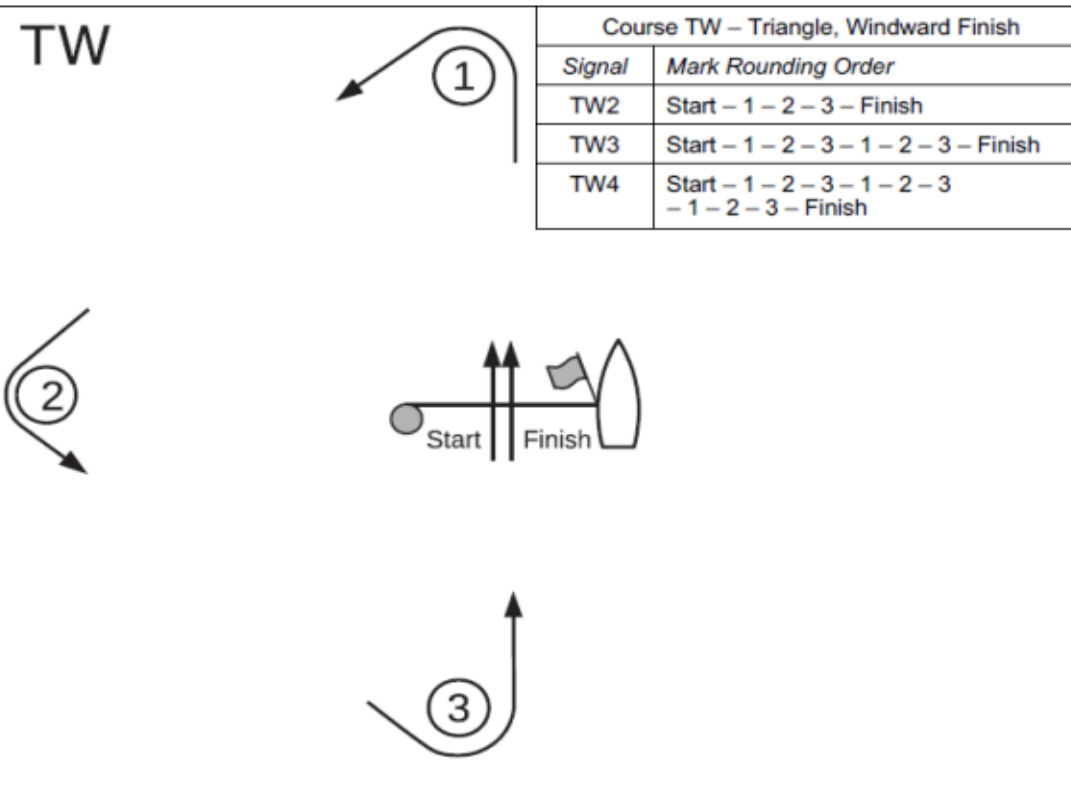 TW
1
Course TW – Triangle, Windward Finish
Signal Mark Rounding Order
TW2 Start – 1 – 2 – 3 – Finish
TW3 Start – 1 – 2 – 3 – 1 – 2 – 3 – Finish
TW4 Start – 1 – 2 – 3 – 1 – 2 – 3
– 1 – 2 – 3 – Finish
2
Start Finish
3